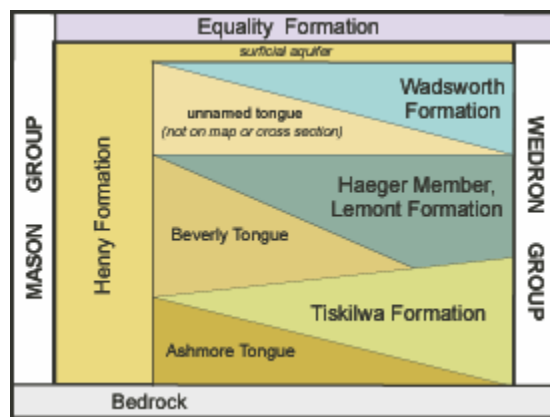 Equality Formation
surficial aquifer
MASON GROUP
Henry Formation
Wadsworth
Formation
unnamed tongue
(not on map or cross section)
Haeger Member,
Lemont Formation
Beverly Tongue
Tiskilwa Formation
Ashmore Tongue
WEDRON GROUP
Bedrock